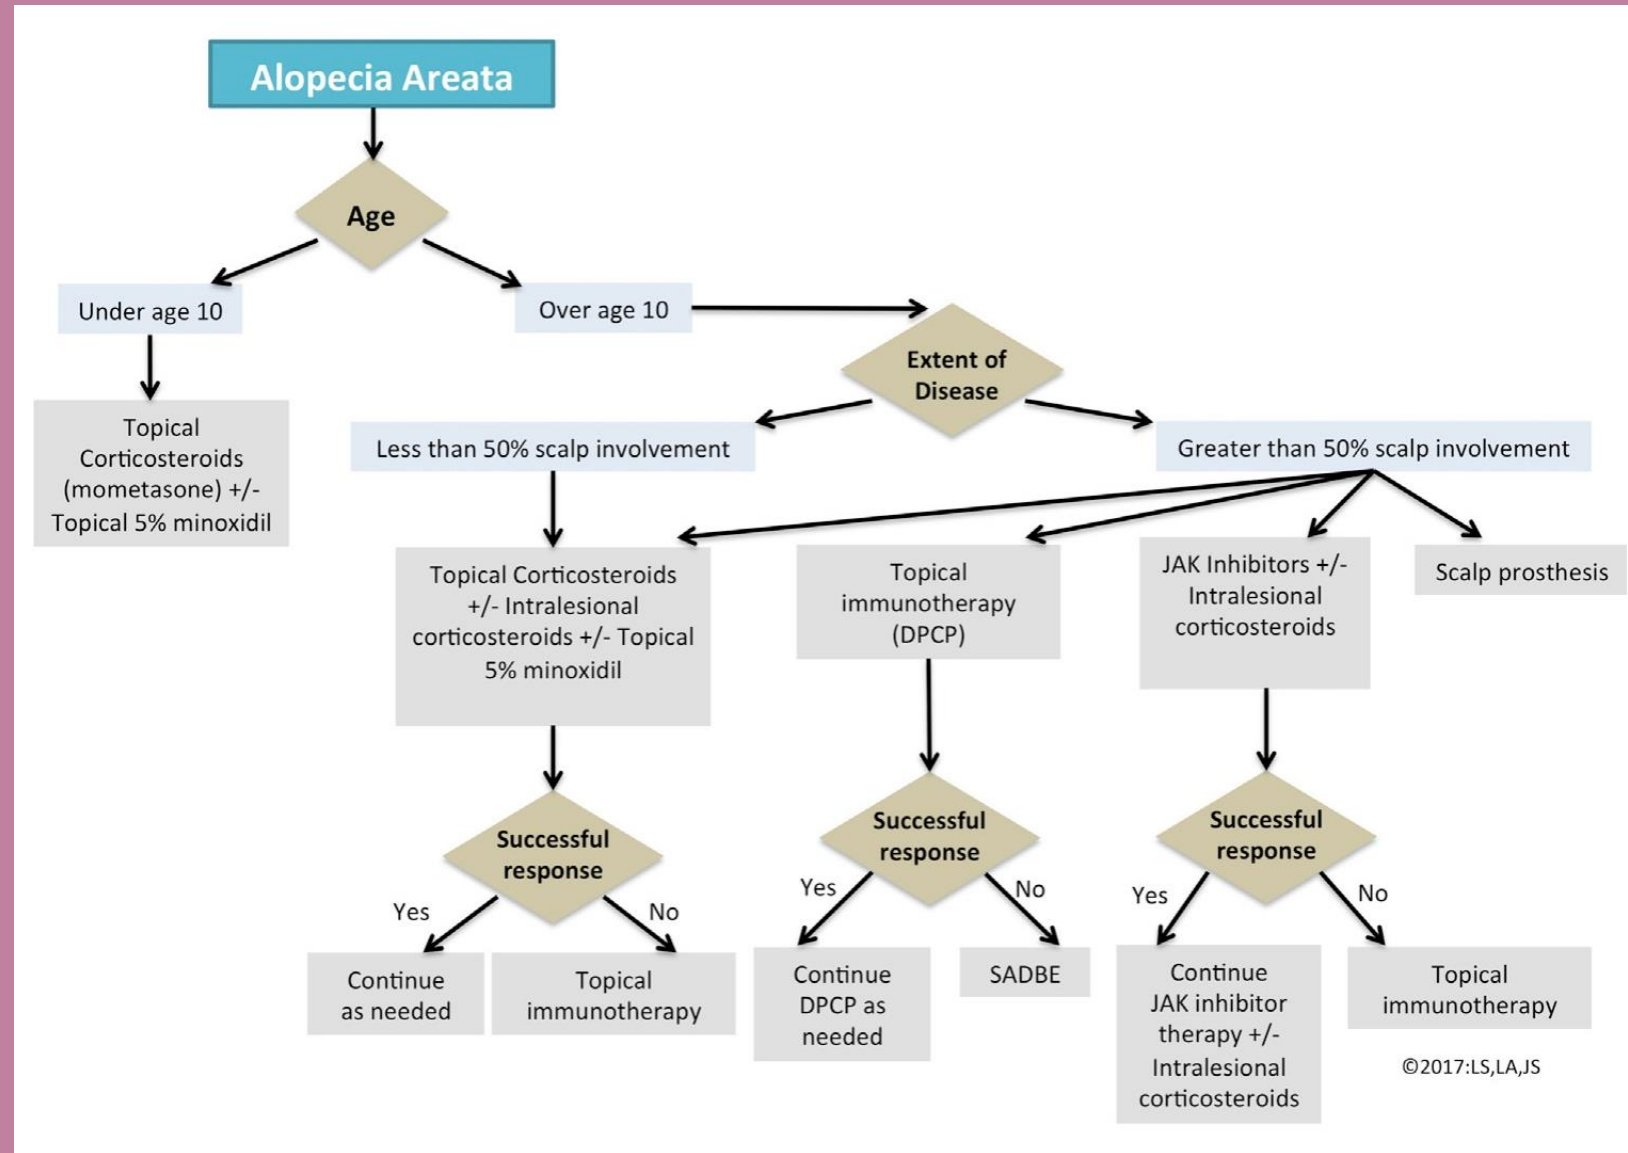 Alopecia Areata
Age
Under age 10
Over age 10
Extent of
Disease
Topical
Corticosteroids
(mometasone) +/-
Topical 5% minoxidil
Less than 50% scalp involvement
Greater than 50% scalp involvement
Topical Corticosteroids
+/- Intralesional
corticosteroids +/- Topical
5% minoxidil
Topical
immunotherapy
(DPCP)
JAK Inhibitors +/-
Intralesional
corticosteroids
Scalp prosthesis
Successful
response
Yes
No
Continue
as needed
Topical
immunotherapy
Successful
response
Yes
No
Continue
DPCP as
needed
SADBE
Successful
response
Yes
No
Continue
JAK inhibitor
therapy +/-
Intralesional
corticosteroids
Topical
immunotherapy
©2017:LS,LA,JS